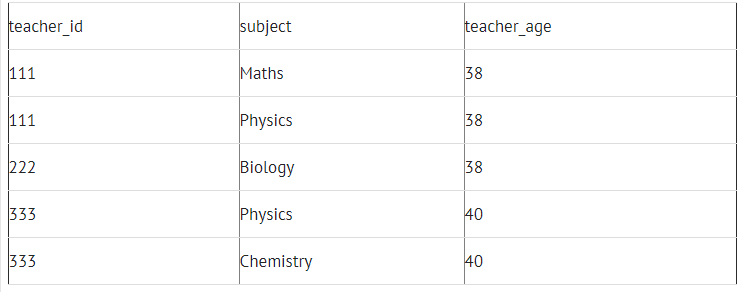 teacher_id subject teacher_age
111 Maths 38
111 Physics 38
222 Biology 38
333 Physics 40
333 Chemistry 40